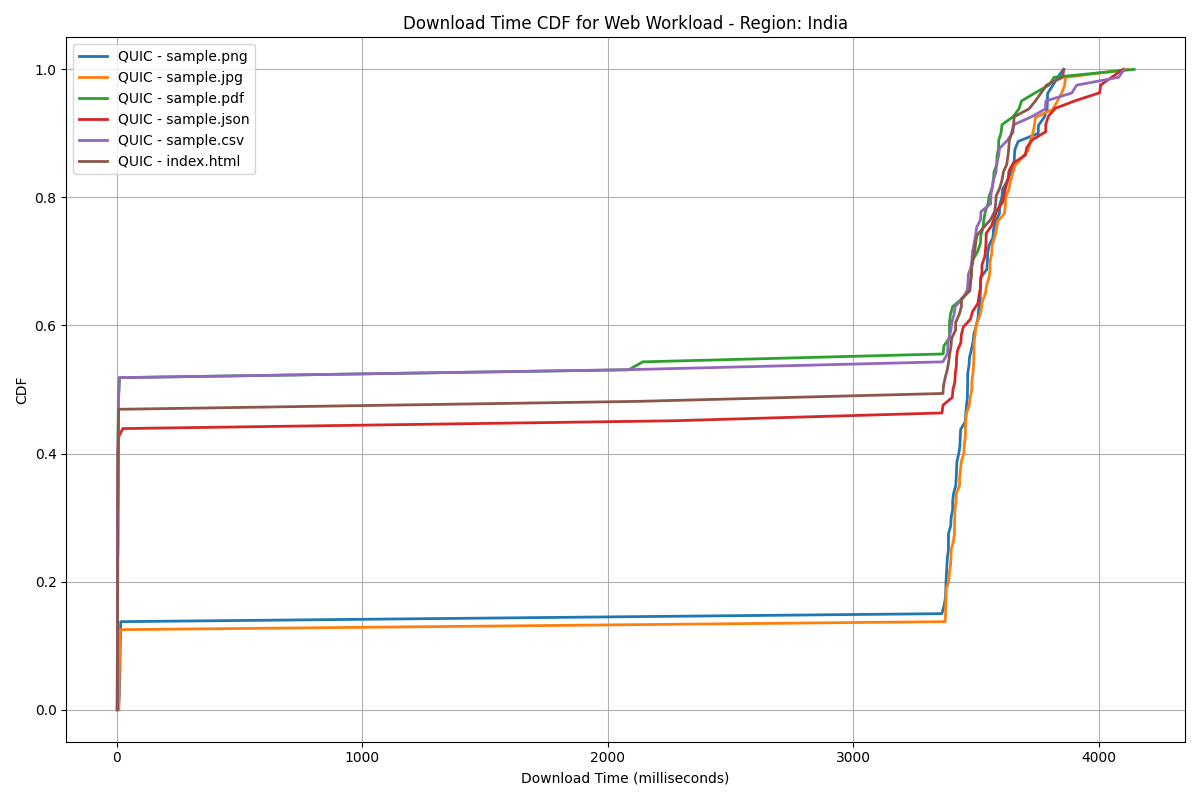 Download Time CDF for Web Workload - Region: India
QUIC - sample.png
QUIC - sample.jpg
QUIC - sample.pdf
QUIC - sample.json
QUIC - sample.csv
QUIC - index.html
1.0
0.8
0.6
0.4
0.2
0.0
CDF
0 1000 2000 3000 4000
Download Time (milliseconds)